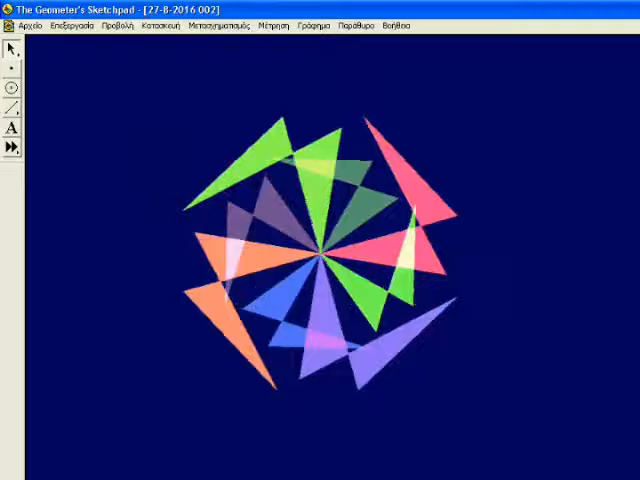 The Geometer's Sketchpad - [27-8-2016 002]
Αρχείο Επεξεργασία Προβολή Κατασκευή Μετασχηματισμός Μέτρηση Γράφημα Παράθυρο Βοήθεια
A